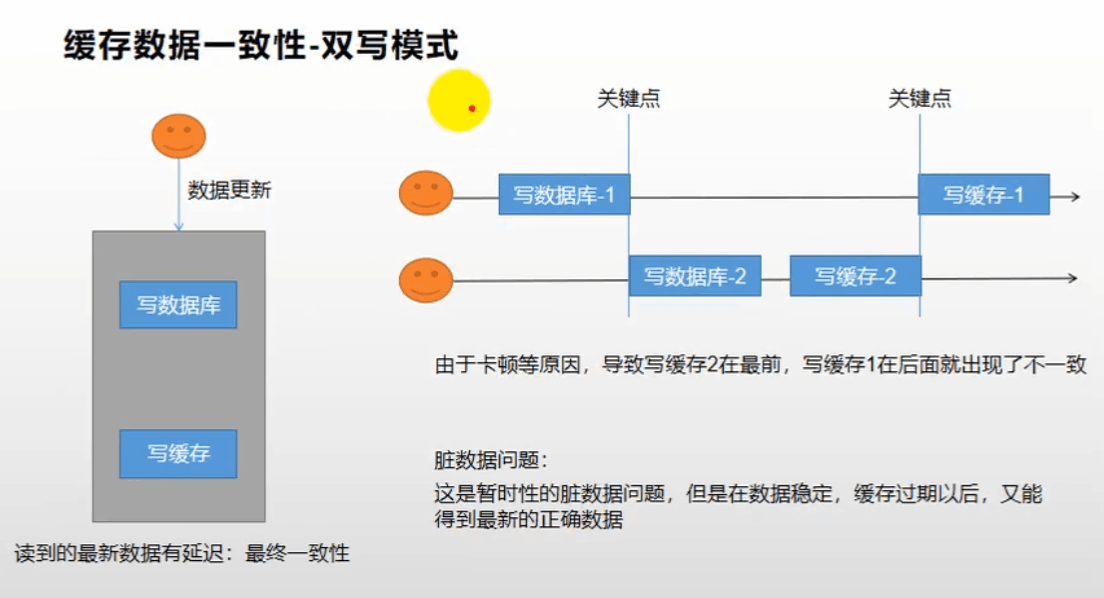 缓存数据一致性-双写模式
数据更新
写数据库
写缓存
读到的最新数据有延迟：最终一致性
关键点
关键点
写数据库-1
写缓存-1
写数据库-2
写缓存-2
由于卡顿等原因，导致写缓存2在最前，写缓存1在后面就出现了不一致
脏数据问题：
这是暂时性的脏数据问题，但是在数据稳定，缓存过期以后，又能
得到最新的正确数据